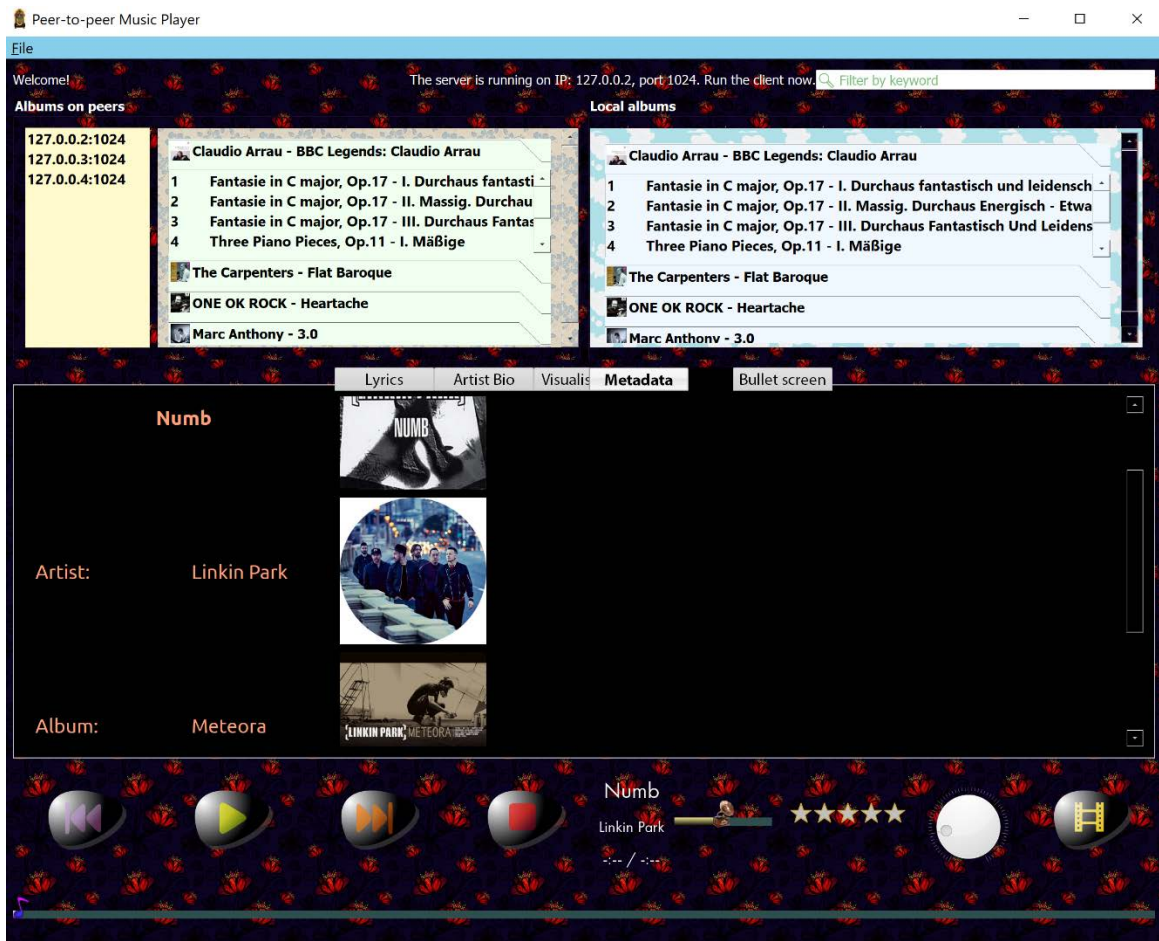 Peer-to-peer Music Player
File
Welcome!
The server is running on IP: 127.0.0.2, port 1024. Run the client now.
Filter by keyword
Albums on peers
Local albums
127.0.0.2:1024
127.0.0.3:1024
127.0.0.4:1024
Claudio Arrau - BBC Legends: Claudio Arrau
1 Fantasie in C major, Op.17 - I. Durchaus fantasti
2 Fantasie in C major, Op.17 - II. Massig. Durchau
3 Fantasie in C major, Op.17 - III. Durchaus Fantas
4 Three Piano Pieces, Op.11 - I. Mäßige
The Carpenters - Flat Baroque
ONE OK ROCK - Heartache
Marc Anthony - 3.0
Claudio Arrau - BBC Legends: Claudio Arrau
1 Fantasie in C major, Op.17 - I. Durchaus fantastisch und leidensch
2 Fantasie in C major, Op.17 - II. Massig. Durchaus Energisch - Etwa
3 Fantasie in C major, Op.17 - III. Durchaus Fantastisch Und Leidens
4 Three Piano Pieces, Op.11 - I. Mäßige
The Carpenters - Flat Baroque
ONE OK ROCK - Heartache
Marc Anthony - 3.0
Lyrics
Artist Bio
Visualis
Metadata
Bullet screen
Numb
NUMB
Artist:
Linkin Park
Album:
Meteora
[LINKIN PARK] METEORA
Numb
Linkin Park
-:-- / -:--